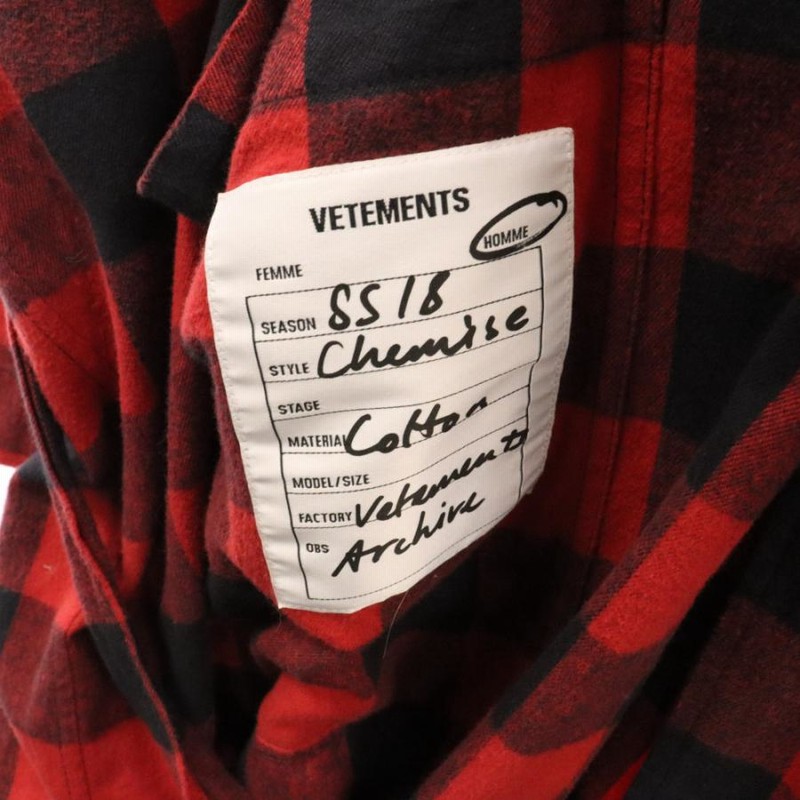 VETEMENTS
HOMME
FEMME
SEASON SS18
STYLE Chemise
STAGE
MATERIAL Cotton
MODEL/SIZE
FACTORY Vetements
OBS Archive